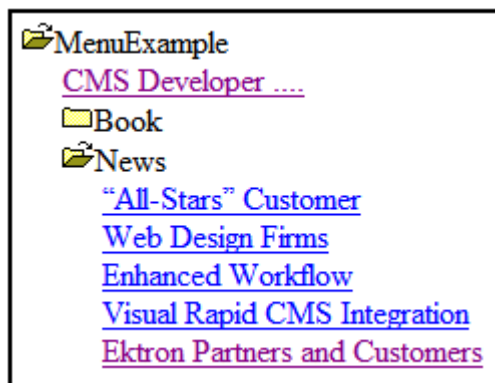 MenuExample
CMS Developer ....
Book
News
“All-Stars” Customer
Web Design Firms
Enhanced Workflow
Visual Rapid CMS Integration
Ektron Partners and Customers